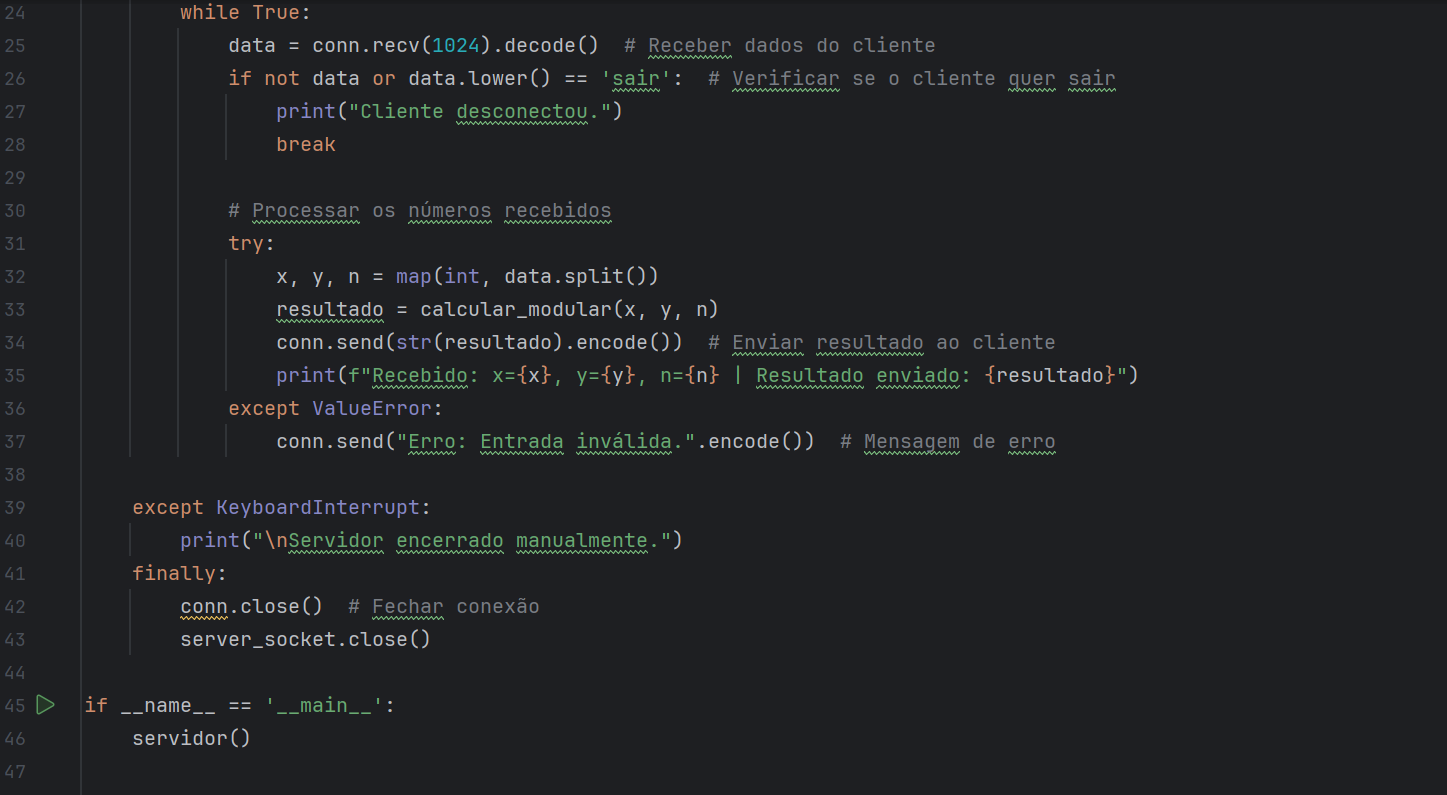 24 while True:
25 data = conn.recv(1024).decode()  # Receber dados do cliente
26 if not data or data.lower() == 'sair':  # Verificar se o cliente quer sair
27 print("Cliente desconectou.")
28 break
29
30 # Processar os números recebidos
31 try:
32 x, y, n = map(int, data.split())
33 resultado = calcular_modular(x, y, n)
34 conn.send(str(resultado).encode())  # Enviar resultado ao cliente
35 print(f"Recebido: x={x}, y={y}, n={n} | Resultado enviado: {resultado}")
36 except ValueError:
37 conn.send("Erro: Entrada inválida.".encode())  # Mensagem de erro
38
39 except KeyboardInterrupt:
40 print("\nServidor encerrado manualmente.")
41 finally:
42 conn.close()  # Fechar conexão
43 server_socket.close()
44
45 if __name__ == '__main__':
46 servidor()
47